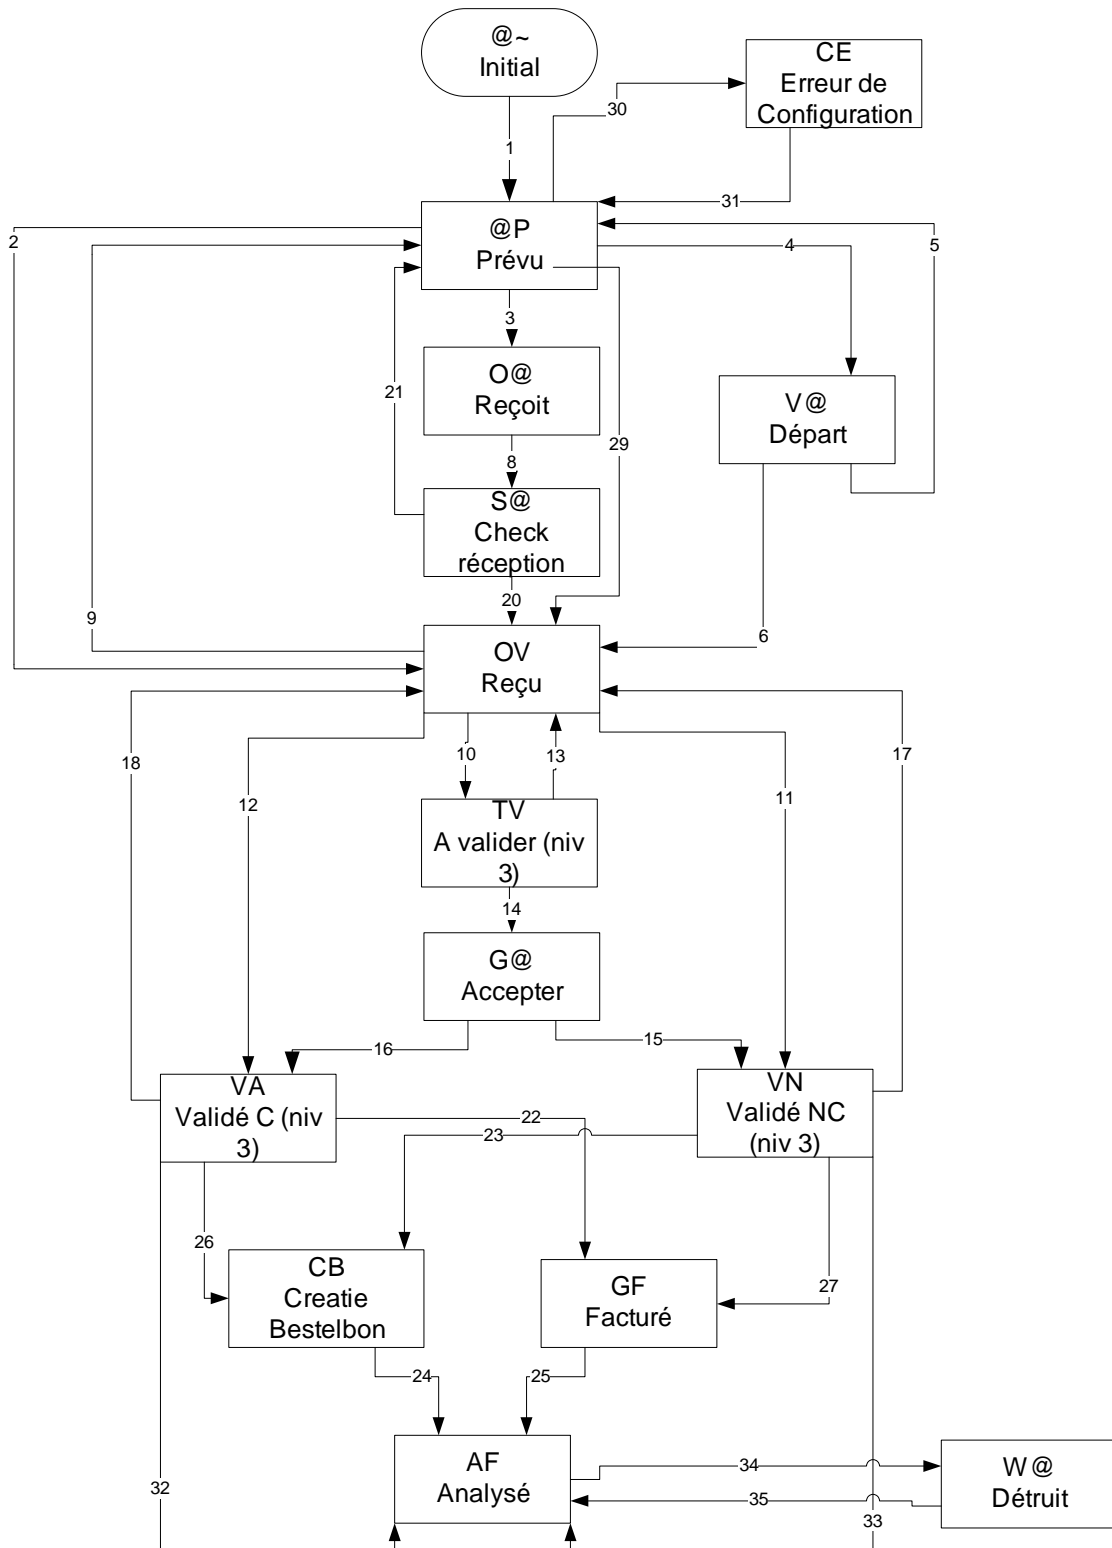 @~
Initial
CE
Erreur de
Configuration
30
1
31
@P
Prévu
2
9
4
5
3
O@
Reçoit
21
29
V@
Départ
8
S@
Check
réception
20
9
6
OV
Reçu
18
10
13
17
12
11
TV
A valider (niv
3)
14
G@
Accepter
16
15
VA
Validé C (niv
3)
VN
Validé NC
(niv 3)
22
23
26
CB
Creatie
Bestelbon
GF
Facturé
27
24
25
AF
Analysé
34
35
W@
Détruit
32
33